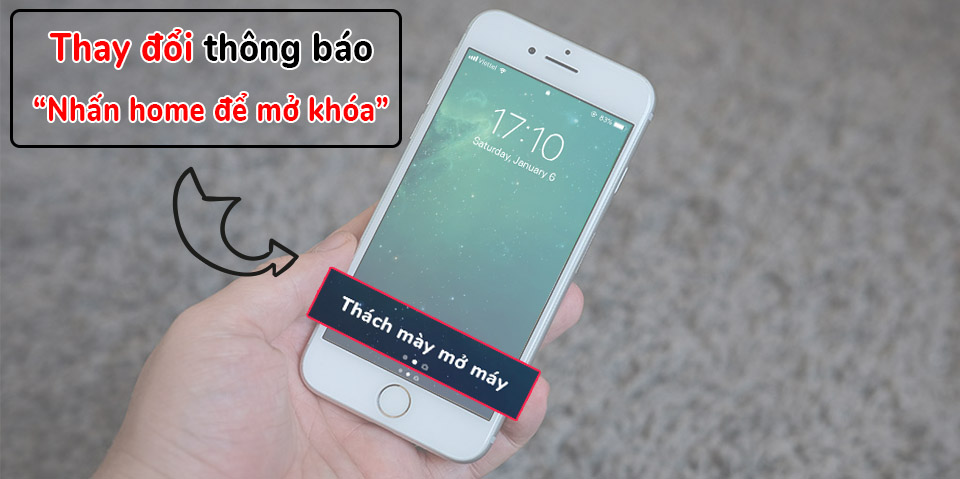 Thay đổi thông báo
“Nhấn home để mở khóa”
Viettel
83%
17:10
Saturday, January 6
Thách mày mở máy